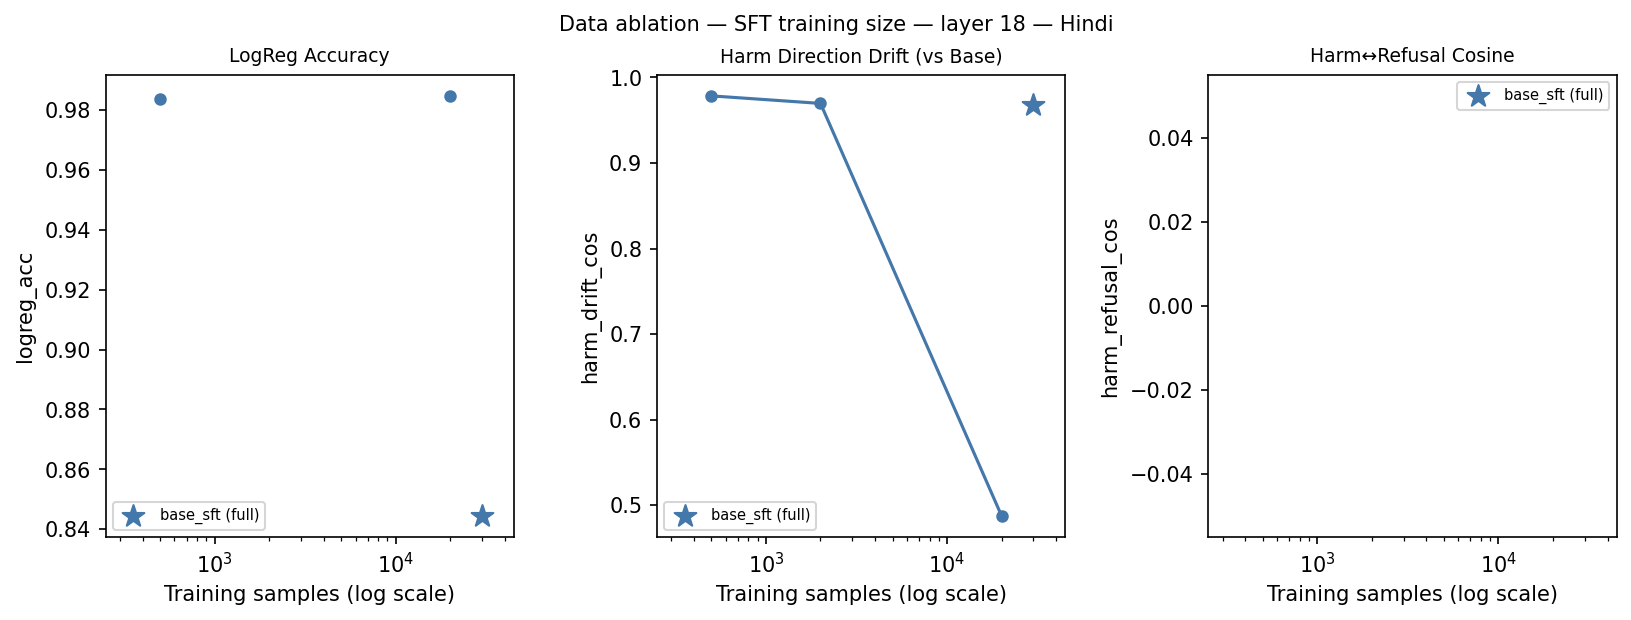 Data ablation — SFT training size — layer 18 — Hindi
LogReg Accuracy
logreg_acc
0.98
0.96
0.94
0.92
0.90
0.88
0.86
0.84
base_sft (full)
10³
10⁴
Training samples (log scale)
Harm Direction Drift (vs Base)
harm_drift_cos
1.0
0.9
0.8
0.7
0.6
0.5
base_sft (full)
10³
10⁴
Training samples (log scale)
Harm↔Refusal Cosine
harm_refusal_cos
base_sft (full)
0.04
0.02
0.00
−0.02
−0.04
10³
10⁴
Training samples (log scale)